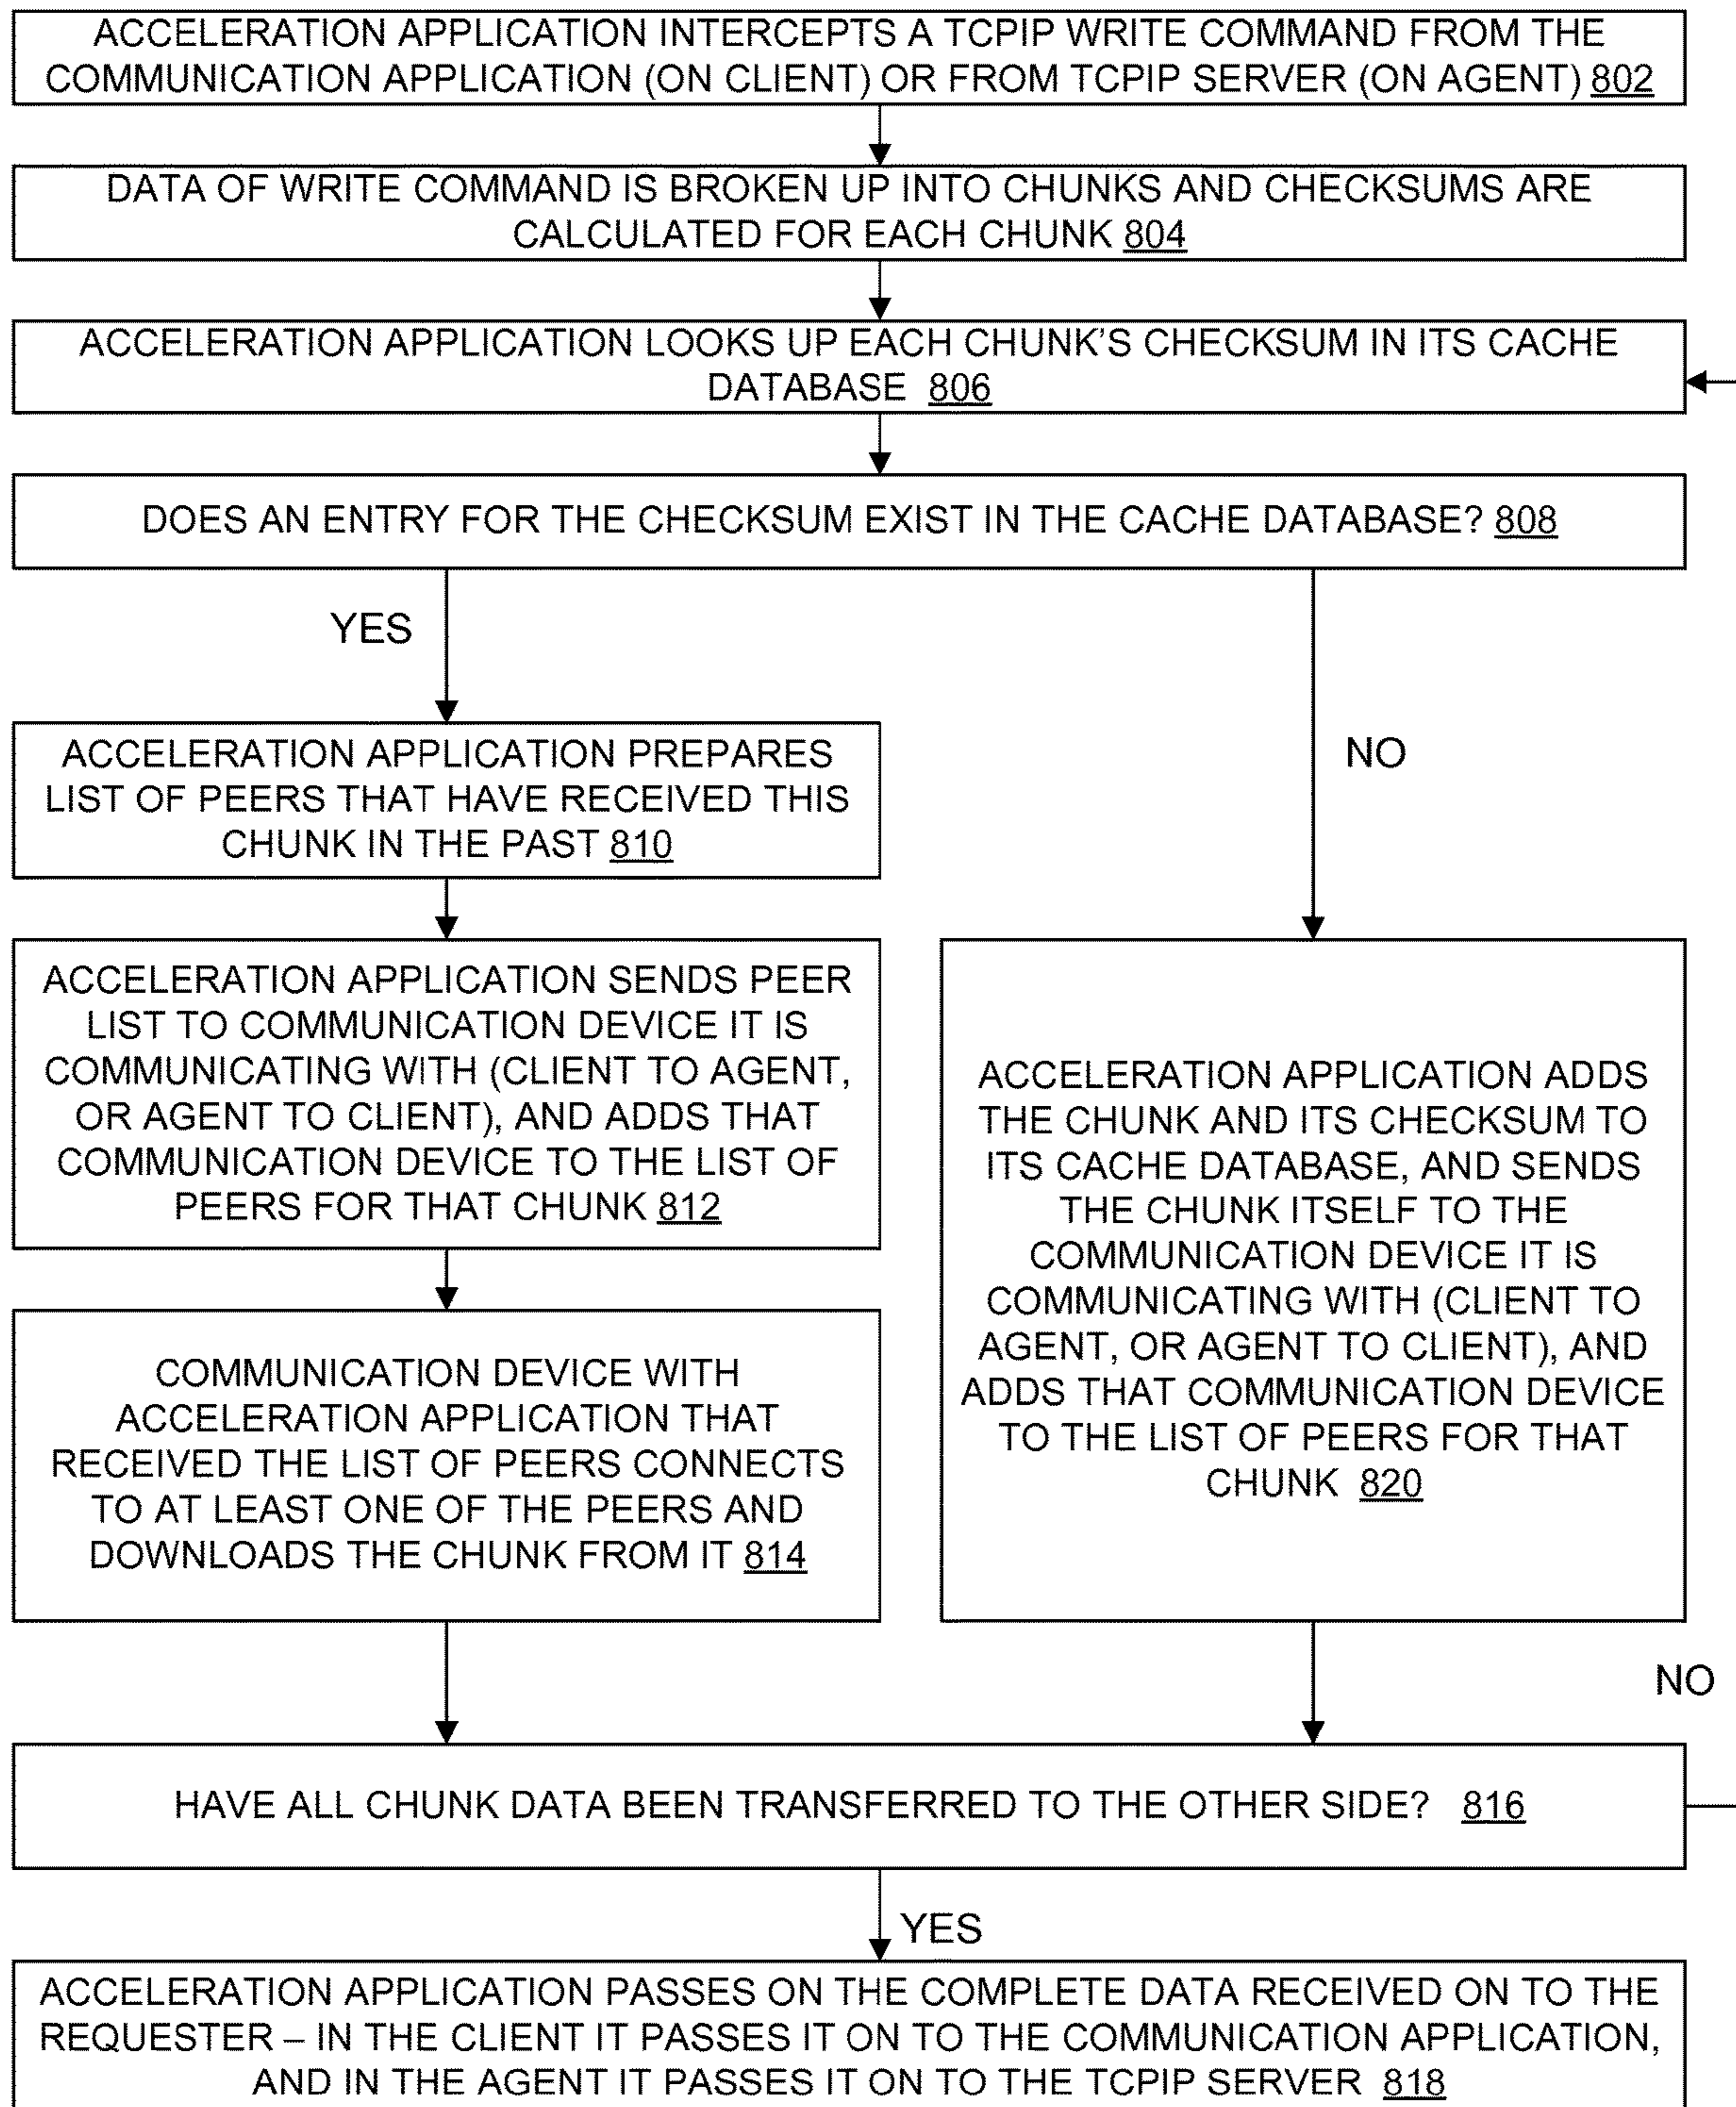 ACCELERATION APPLICATION INTERCEPTS A TCPIP WRITE COMMAND FROM THE
COMMUNICATION APPLICATION (ON CLIENT) OR FROM TCPIP SERVER (ON AGENT) 802
DATA OF WRITE COMMAND IS BROKEN UP INTO CHUNKS AND CHECKSUMS ARE
CALCULATED FOR EACH CHUNK 804
ACCELERATION APPLICATION LOOKS UP EACH CHUNK'S CHECKSUM IN ITS CACHE
DATABASE 806
DOES AN ENTRY FOR THE CHECKSUM EXIST IN THE CACHE DATABASE? 808
YES
NO
ACCELERATION APPLICATION PREPARES
LIST OF PEERS THAT HAVE RECEIVED THIS
CHUNK IN THE PAST 810
ACCELERATION APPLICATION SENDS PEER
LIST TO COMMUNICATION DEVICE IT IS
COMMUNICATING WITH (CLIENT TO AGENT,
OR AGENT TO CLIENT), AND ADDS THAT
COMMUNICATION DEVICE TO THE LIST OF
PEERS FOR THAT CHUNK 812
COMMUNICATION DEVICE WITH
ACCELERATION APPLICATION THAT
RECEIVED THE LIST OF PEERS CONNECTS
TO AT LEAST ONE OF THE PEERS AND
DOWNLOADS THE CHUNK FROM IT 814
ACCELERATION APPLICATION ADDS
THE CHUNK AND ITS CHECKSUM TO
ITS CACHE DATABASE, AND SENDS
THE CHUNK ITSELF TO THE
COMMUNICATION DEVICE IT IS
COMMUNICATING WITH (CLIENT TO
AGENT, OR AGENT TO CLIENT), AND
ADDS THAT COMMUNICATION DEVICE
TO THE LIST OF PEERS FOR THAT
CHUNK 820
NO
HAVE ALL CHUNK DATA BEEN TRANSFERRED TO THE OTHER SIDE? 816
YES
ACCELERATION APPLICATION PASSES ON THE COMPLETE DATA RECEIVED ON TO THE
REQUESTER – IN THE CLIENT IT PASSES IT ON TO THE COMMUNICATION APPLICATION,
AND IN THE AGENT IT PASSES IT ON TO THE TCPIP SERVER 818